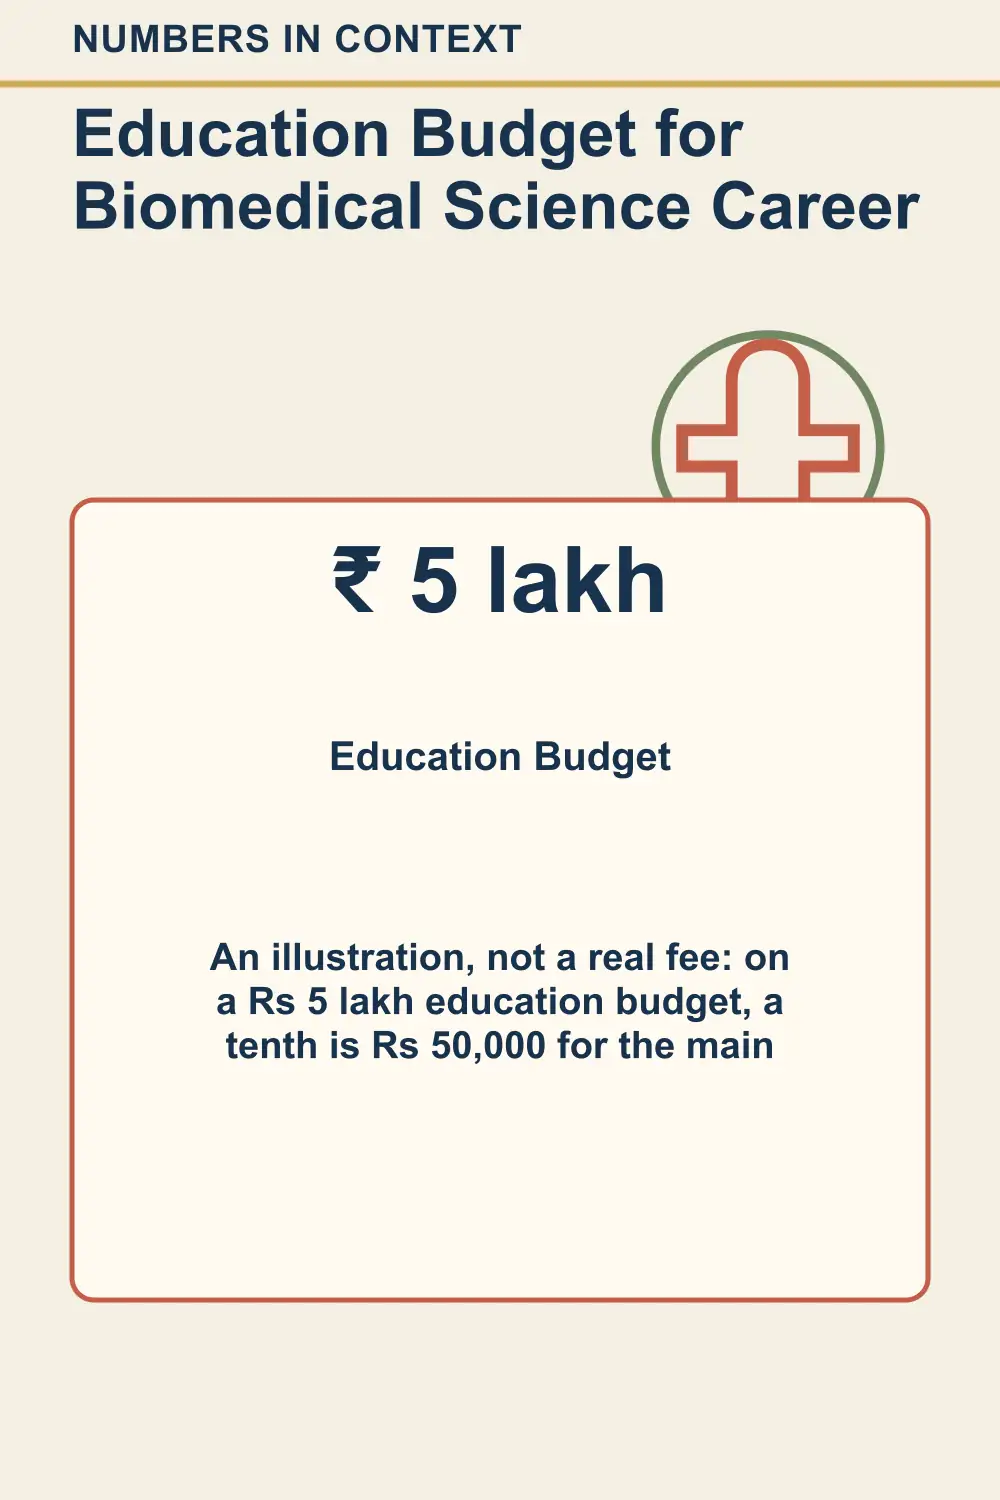 NUMBERS IN CONTEXT
Education Budget for
Biomedical Science Career
₹ 5 lakh
Education Budget
An illustration, not a real fee: on
a Rs 5 lakh education budget, a
tenth is Rs 50,000 for the main